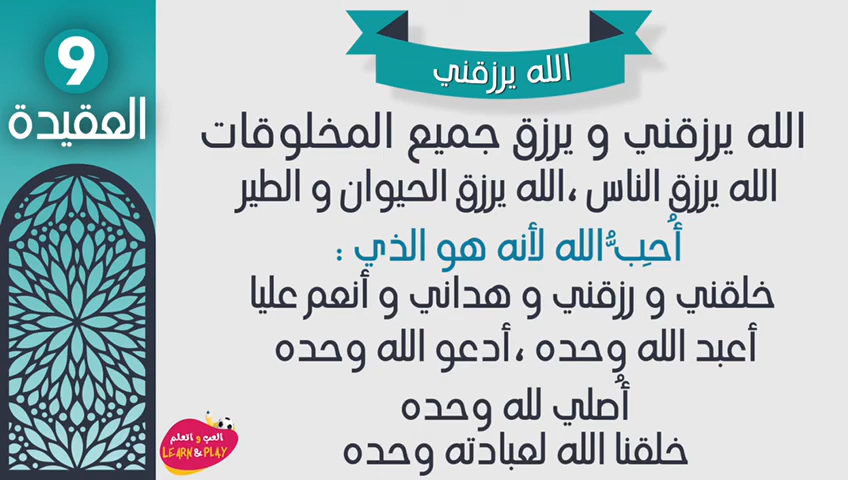 9
العقيدة
الله يرزقني
الله يرزقني و يرزق جميع المخلوقات
الله يرزق الناس ،الله يرزق الحيوان و الطير
أُحِبُّ الله لأنه هو الذي :
خلقني و رزقني و هداني و أنعم عليا
أعبد الله وحده ،أدعو الله وحده
أُصلي لله وحده
خلقنا الله لعبادته وحده
العب و اتعلم
LEARN & PLAY